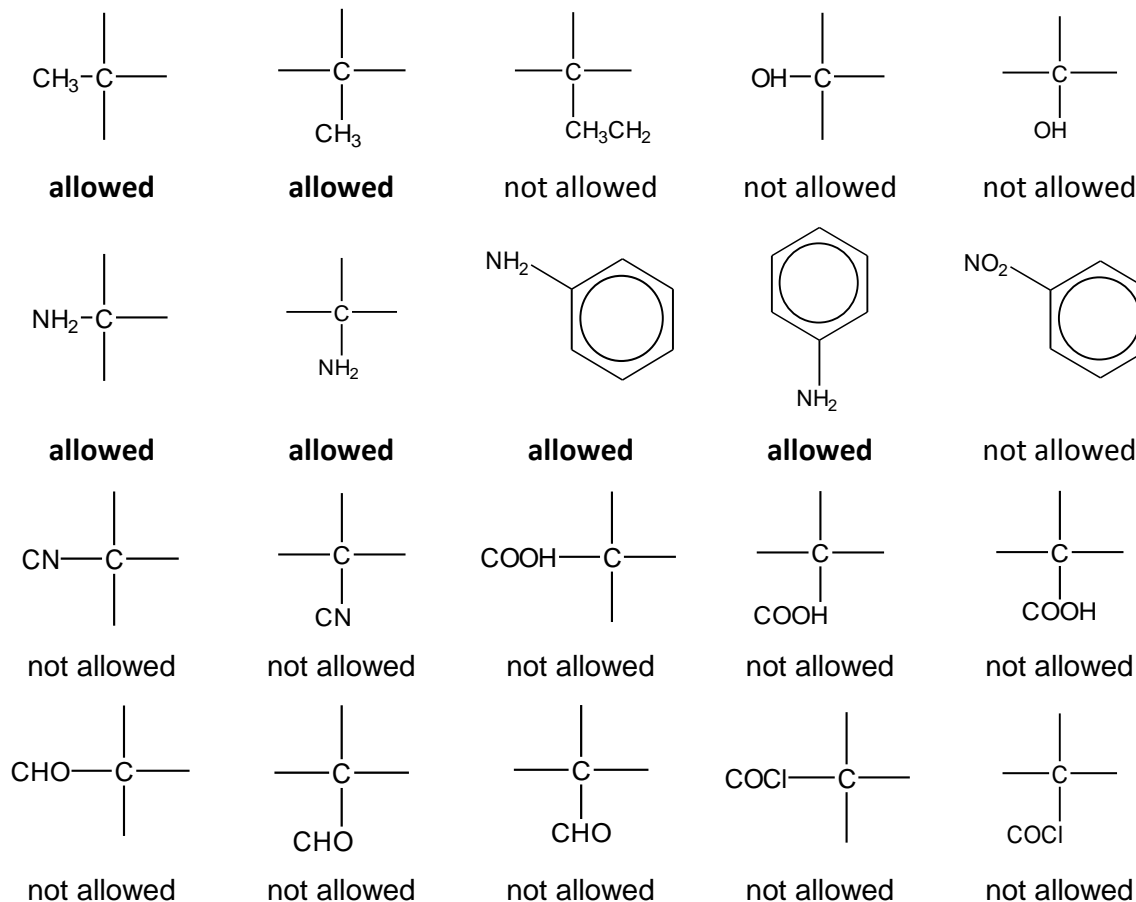 CH₃ C C C OH C C
CH₃ CH₃CH₂ OH
allowed allowed not allowed not allowed not allowed
NH₂ NO₂
NH₂ C C
NH₂ NH₂
allowed allowed allowed allowed not allowed
CN C C COOH C C C
CN COOH COOH
not allowed not allowed not allowed not allowed not allowed
CHO C C C COCl C C
CHO CHO COCl
not allowed not allowed not allowed not allowed not allowed